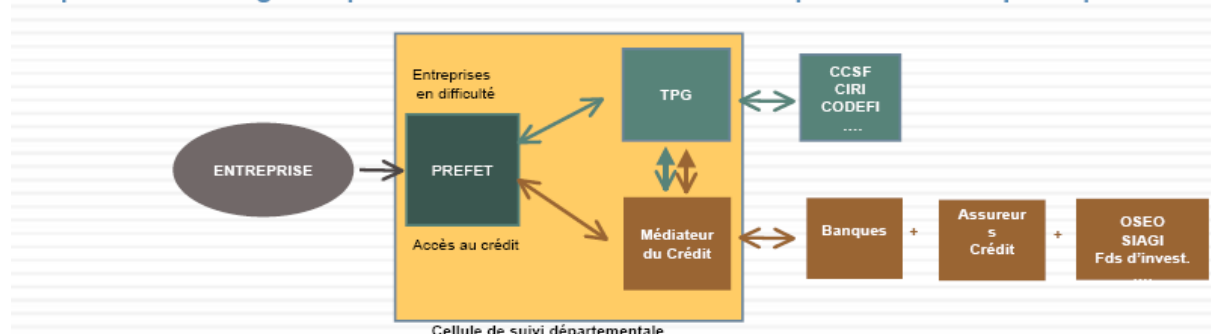 Entreprises
en difficulté
TPG
CCSF
CIRI
CODEFI
....
ENTREPRISE
PREFET
Accès au crédit
Médiateur
du Crédit
Banques
+
Assureur
s
Crédit
+
OSEO
SIAGI
Fds d'invest.
....
Cellule de suivi départementale